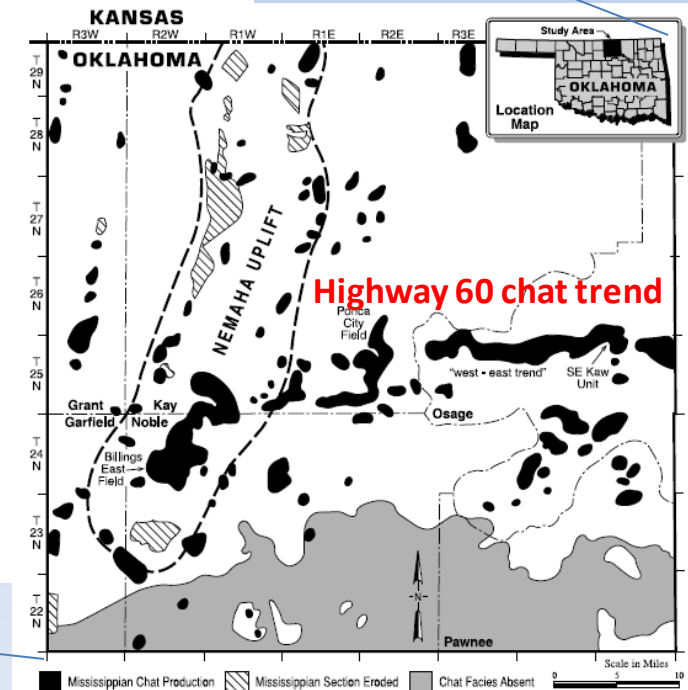 KANSAS
R3W R2W R1W R1E R2E R3E
OKLAHOMA
Study Area
OKLAHOMA
Location
Map
T
29
N
T
28
N
T
27
N
T
26
N
T
25
N
T
24
N
T
23
N
T
22
N
NEMAHA UPLIFT
Highway 60 chat trend
Ponca
City
Field
"west - east trend"
SE Kaw
Unit
Grant
Kay
Garfield
Noble
Osage
Billings
East
Field
N
Pawnee
Scale in Miles
0 5 10
Mississippian Chat Production
Mississippian Section Eroded
Chat Facies Absent